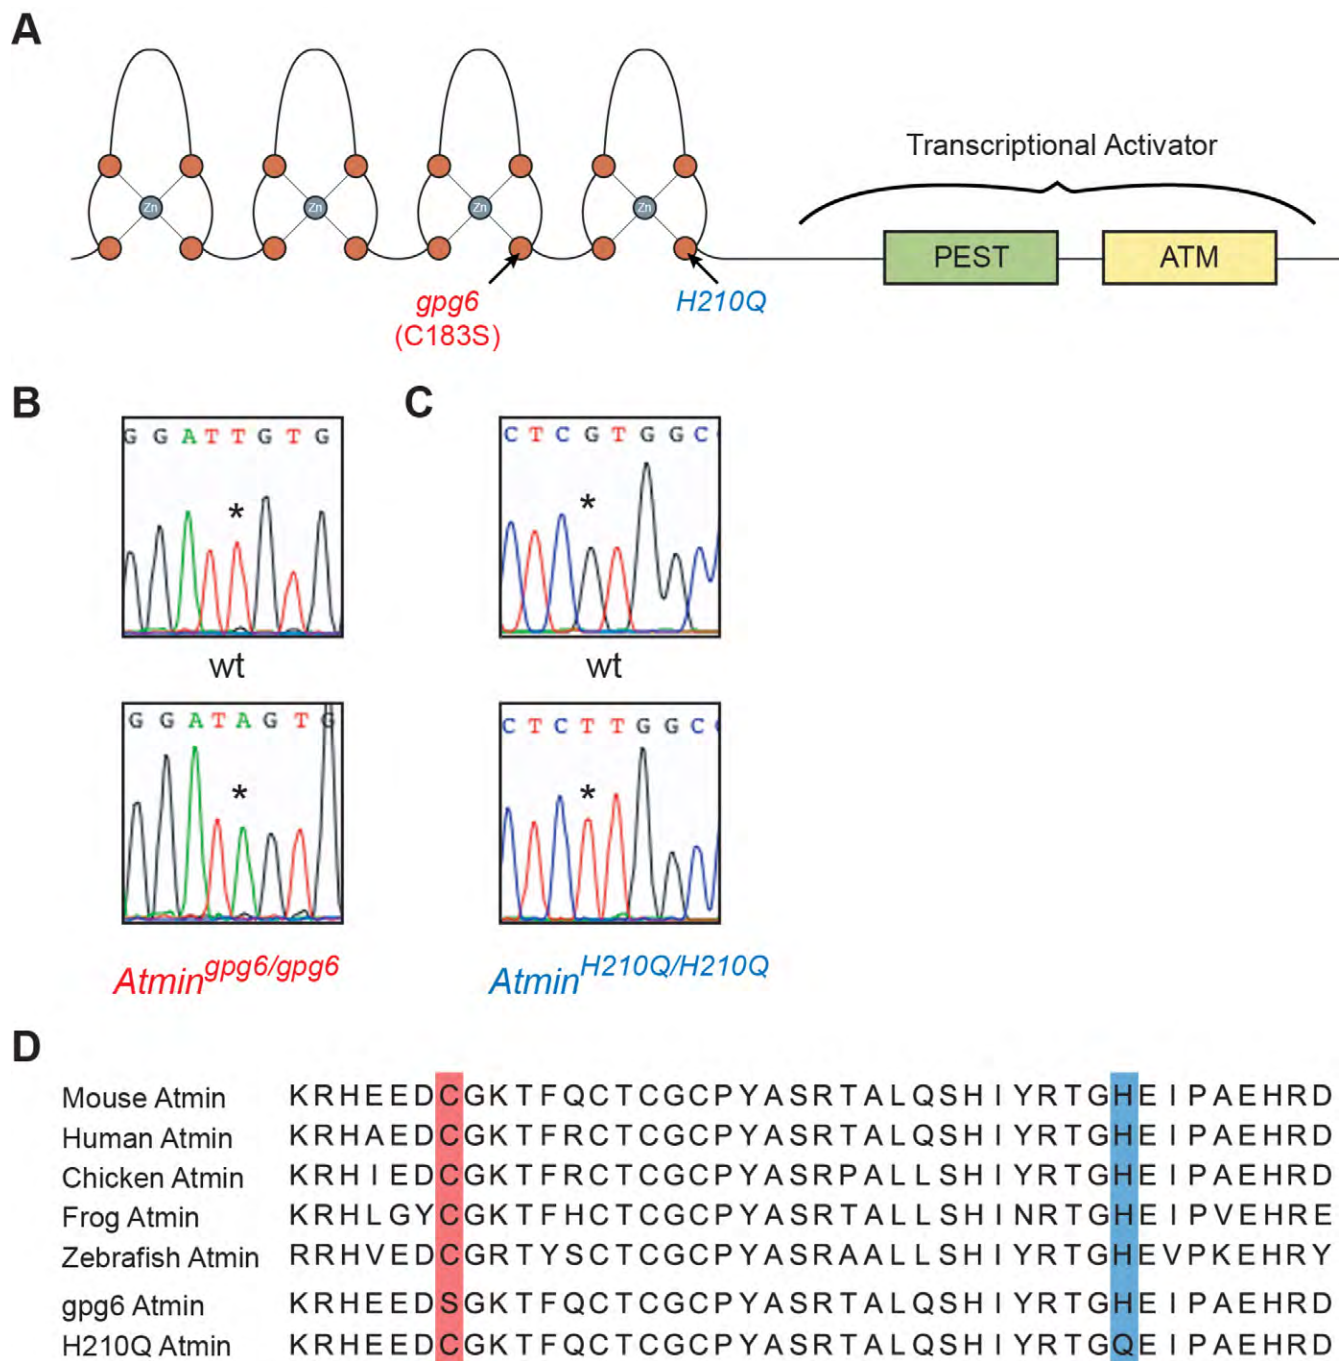 A
Zn Zn Zn Zn
Transcriptional Activator
PEST ATM
gpg6
(C183S)
H210Q
B
G G A T T G T G
*
wt
G G A T A G T G
*
Atmin^gpg6/gpg6
C
C T C G T G G C
*
wt
C T C T T G G C
*
Atmin^H210Q/H210Q
D
Mouse Atmin KRHEEDCGKTFQCTCGCPYASRTALQSHIYRTGHEIPAEHRD
Human Atmin KRHAEDCGKTFRCTCGCPYASRTALQSHIYRTGHEIPAEHRD
Chicken Atmin KRHIEDCGKTFRCTCGCPYASRPALLSHIYRTGHEIPAEHRD
Frog Atmin KRHLGYCGKTFHCTCGCPYASRTALLSHINRTGHEIPVEHRE
Zebrafish Atmin RRHVEDCGRTYSCTCGCPYASRAALLSHIYRTGHEVPKEHRY
gpg6 Atmin KRHEEDSGKTFQCTCGCPYASRTALQSHIYRTGHEIPAEHRD
H210Q Atmin KRHEEDCGKTFQCTCGCPYASRTALQSHIYRTGQEIPAEHRD